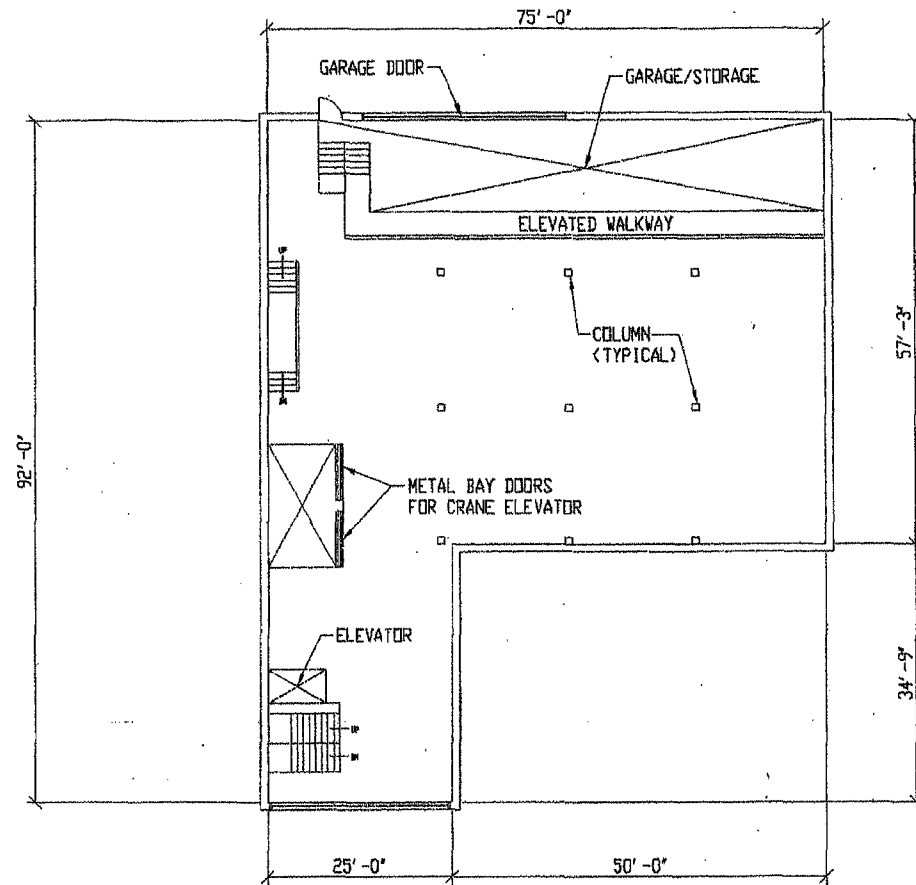 75'-0"
GARAGE DOOR
GARAGE/STORAGE
ELEVATED WALKWAY
UP
COLUMN
(TYPICAL)
57'-3"
DN
92'-0"
METAL BAY DOORS
FOR CRANE ELEVATOR
ELEVATOR
34'-9"
UP
DN
25'-0"
50'-0"